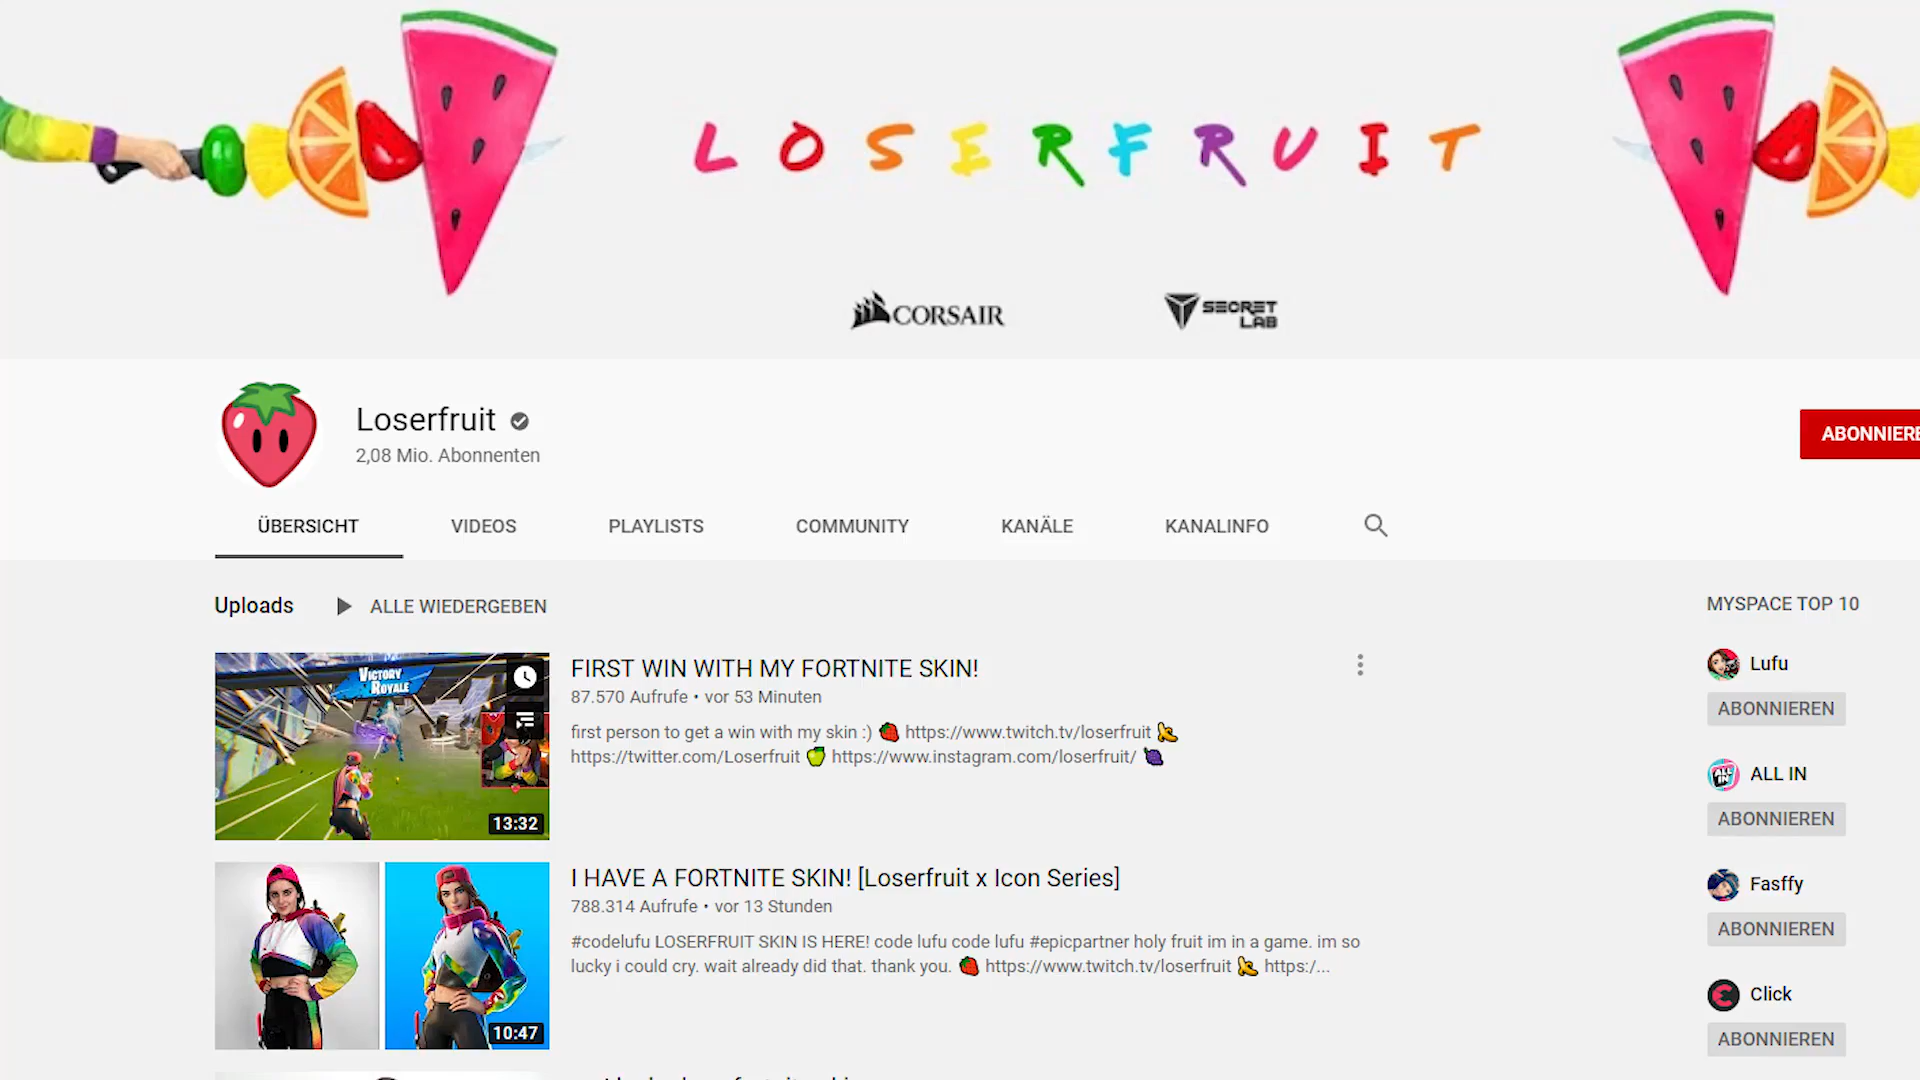 LOSERFRUIT
CORSAIR
SECRET
LAB
Loserfruit
2,08 Mio. Abonnenten
ABONNIERE
ÜBERSICHT
VIDEOS
PLAYLISTS
COMMUNITY
KANÄLE
KANALINFO
Uploads
ALLE WIEDERGEBEN
VICTORY
ROYALE
13:32
FIRST WIN WITH MY FORTNITE SKIN!
87.570 Aufrufe • vor 53 Minuten
first person to get a win with my skin :) 🍓 https://www.twitch.tv/loserfruit 🍌
https://twitter.com/Loserfruit 🍏 https://www.instagram.com/loserfruit/ 🍇
10:47
I HAVE A FORTNITE SKIN! [Loserfruit x Icon Series]
788.314 Aufrufe • vor 13 Stunden
#codelufu LOSERFRUIT SKIN IS HERE! code lufu code lufu #epicpartner holy fruit im in a game. im so
lucky i could cry. wait already did that. thank you. 🍓 https://www.twitch.tv/loserfruit 🍌 https:/...
MYSPACE TOP 10
Lufu
ABONNIEREN
ALL IN
ALL IN
ABONNIEREN
Fasffy
ABONNIEREN
Click
ABONNIEREN